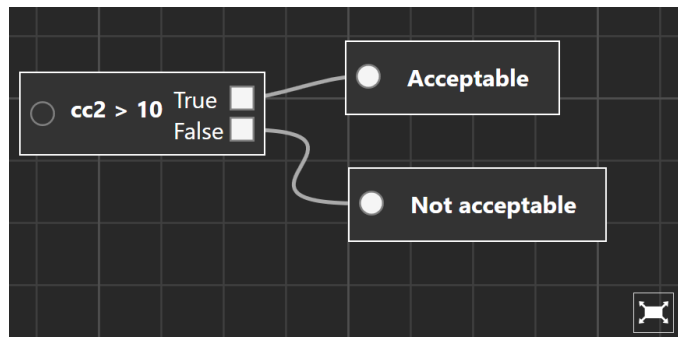 Acceptable
cc2 > 10
True
False
Not acceptable